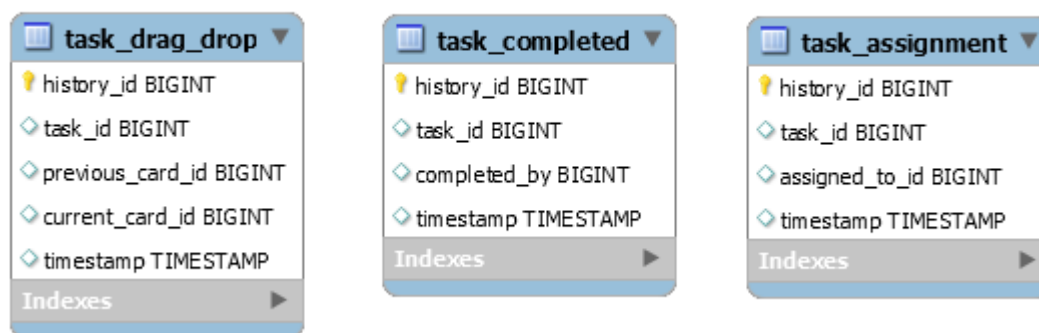 task_drag_drop
history_id BIGINT
task_id BIGINT
previous_card_id BIGINT
current_card_id BIGINT
timestamp TIMESTAMP
Indexes
task_completed
history_id BIGINT
task_id BIGINT
completed_by BIGINT
timestamp TIMESTAMP
Indexes
task_assignment
history_id BIGINT
task_id BIGINT
assigned_to_id BIGINT
timestamp TIMESTAMP
Indexes